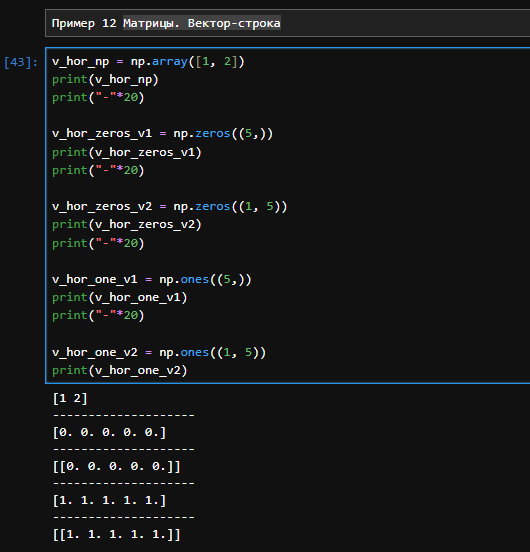 Пример 12 Матрицы. Вектор-строка
[43]:
v_hor_np = np.array([1, 2])
print(v_hor_np)
print("-"*20)
v_hor_zeros_v1 = np.zeros((5,))
print(v_hor_zeros_v1)
print("-"*20)
v_hor_zeros_v2 = np.zeros((1, 5))
print(v_hor_zeros_v2)
print("-"*20)
v_hor_one_v1 = np.ones((5,))
print(v_hor_one_v1)
print("-"*20)
v_hor_one_v2 = np.ones((1, 5))
print(v_hor_one_v2)
[1 2]
--------------------
[0. 0. 0. 0. 0.]
--------------------
[[0. 0. 0. 0. 0.]]
--------------------
[1. 1. 1. 1. 1.]
--------------------
[[1. 1. 1. 1. 1.]]